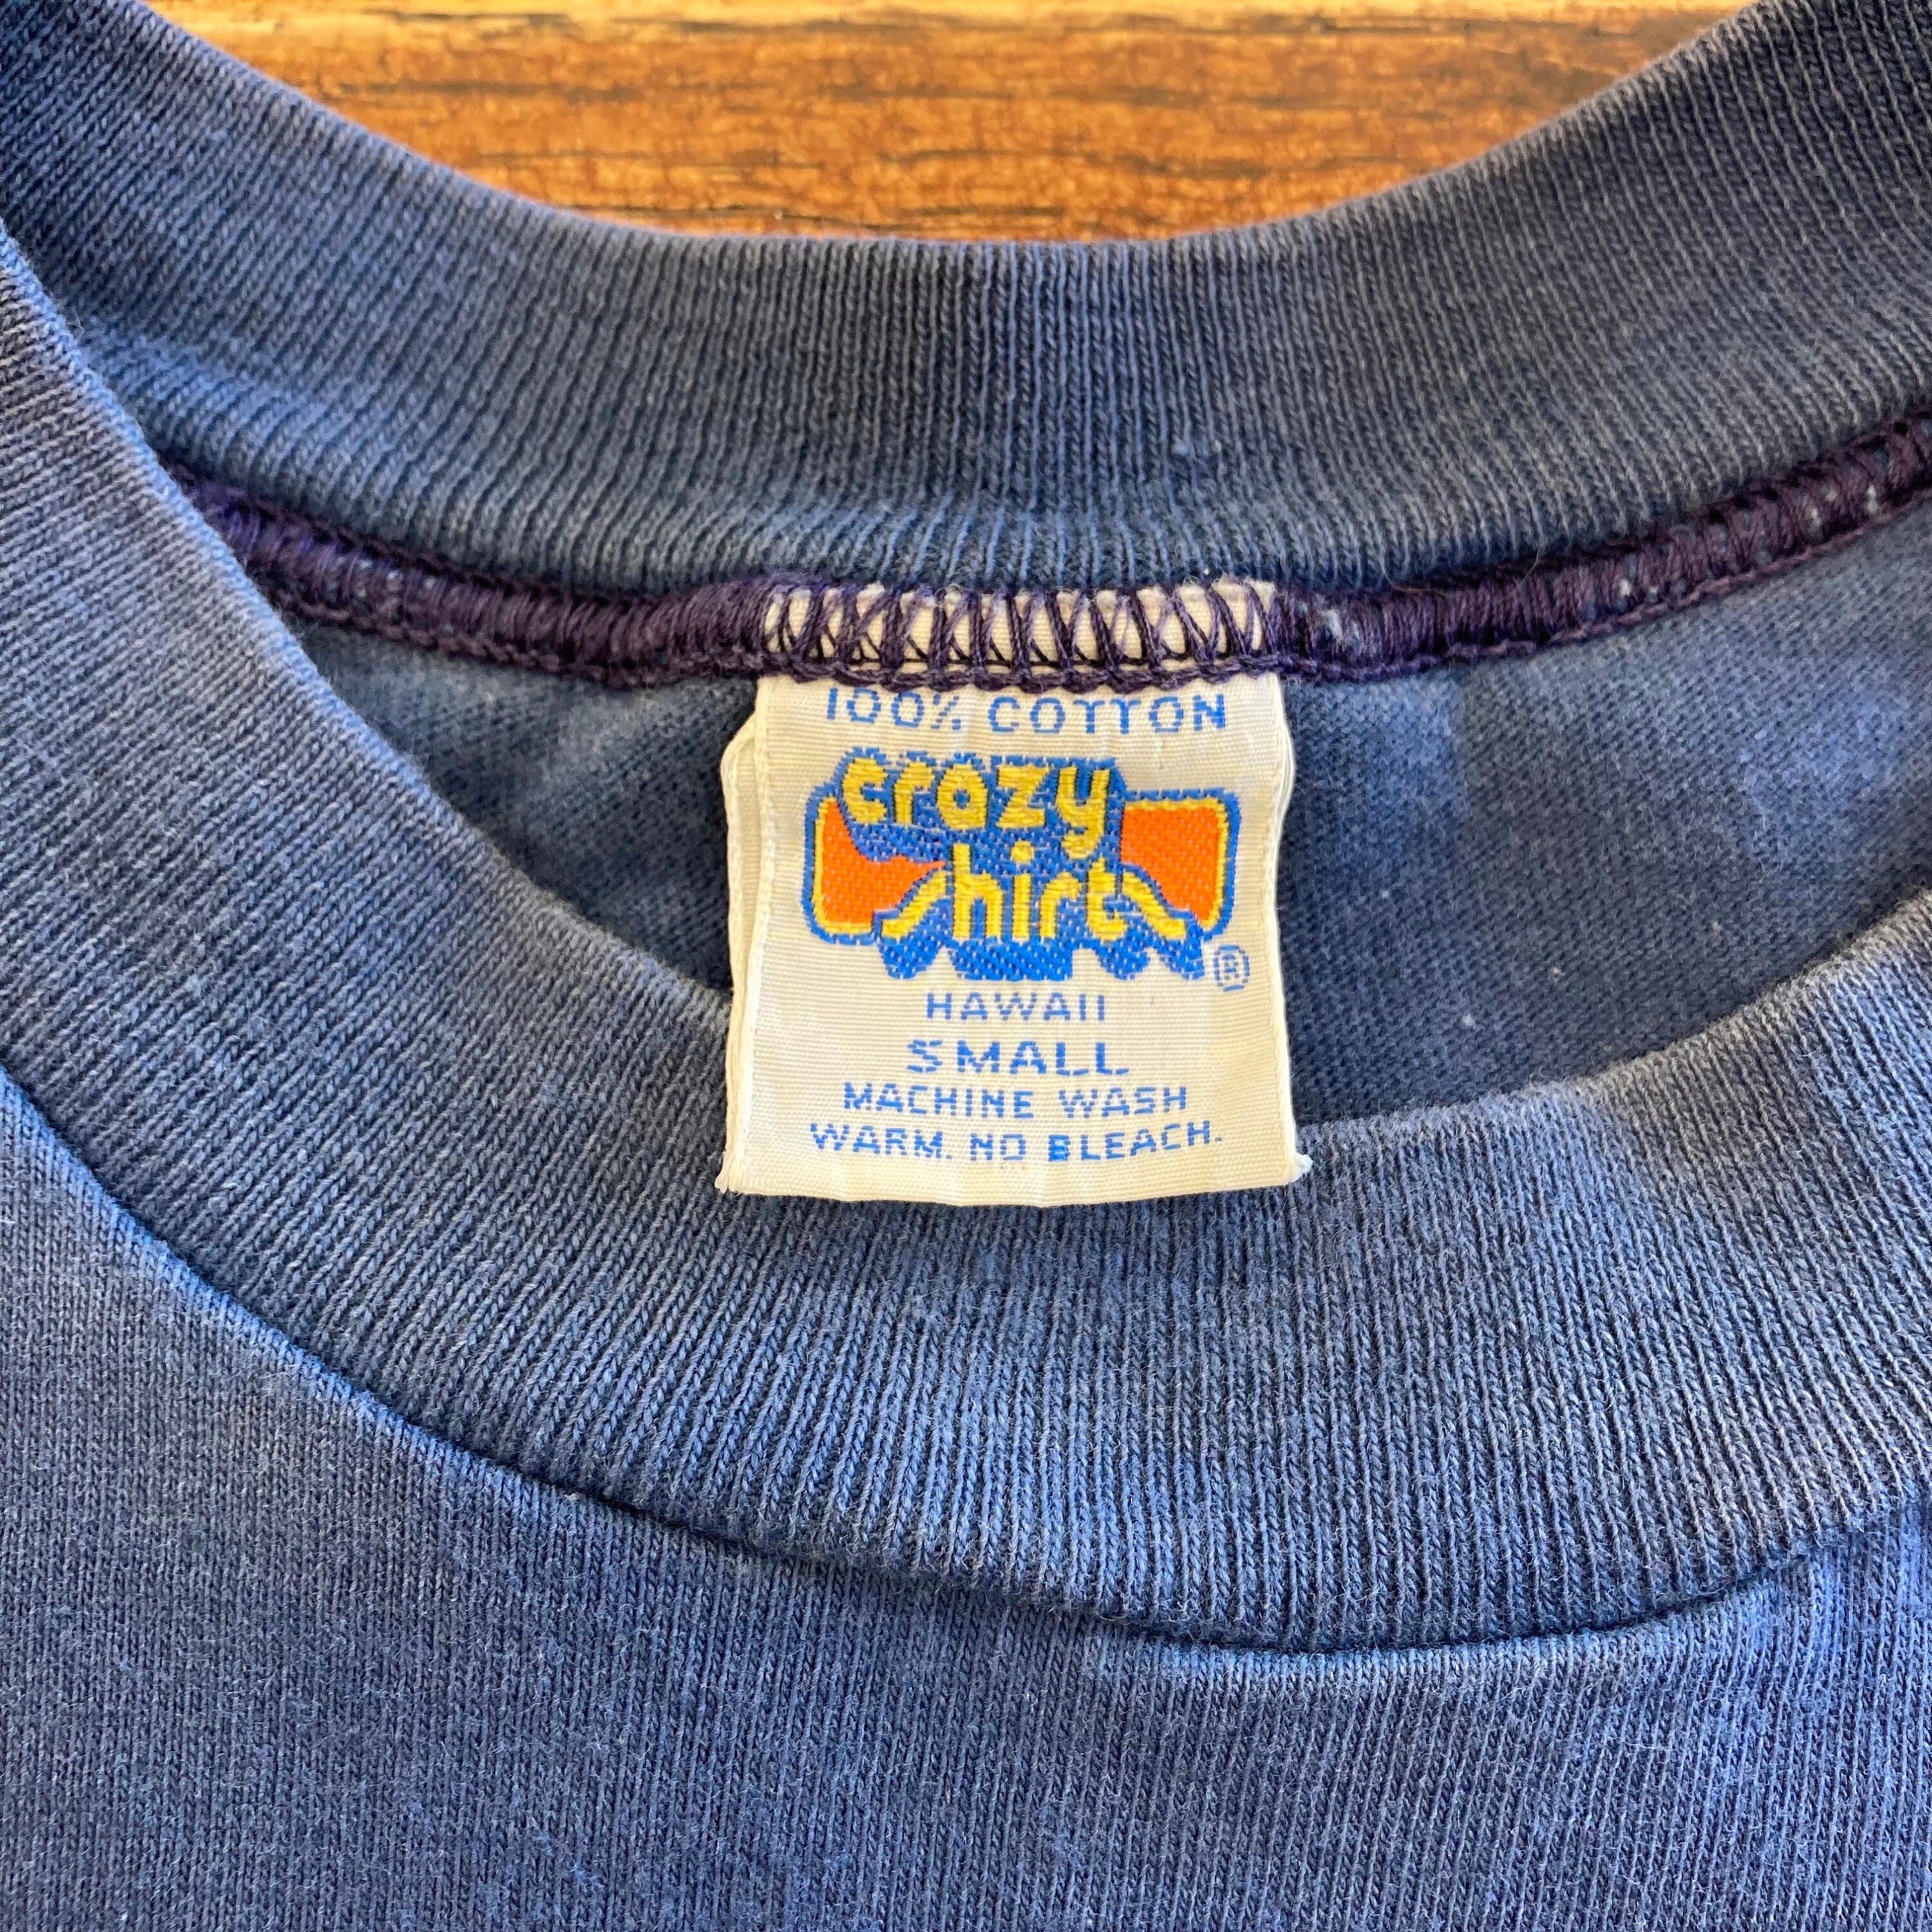 100% COTTON
crazy
shirts
®
HAWAII
SMALL
MACHINE WASH
WARM. NO BLEACH.